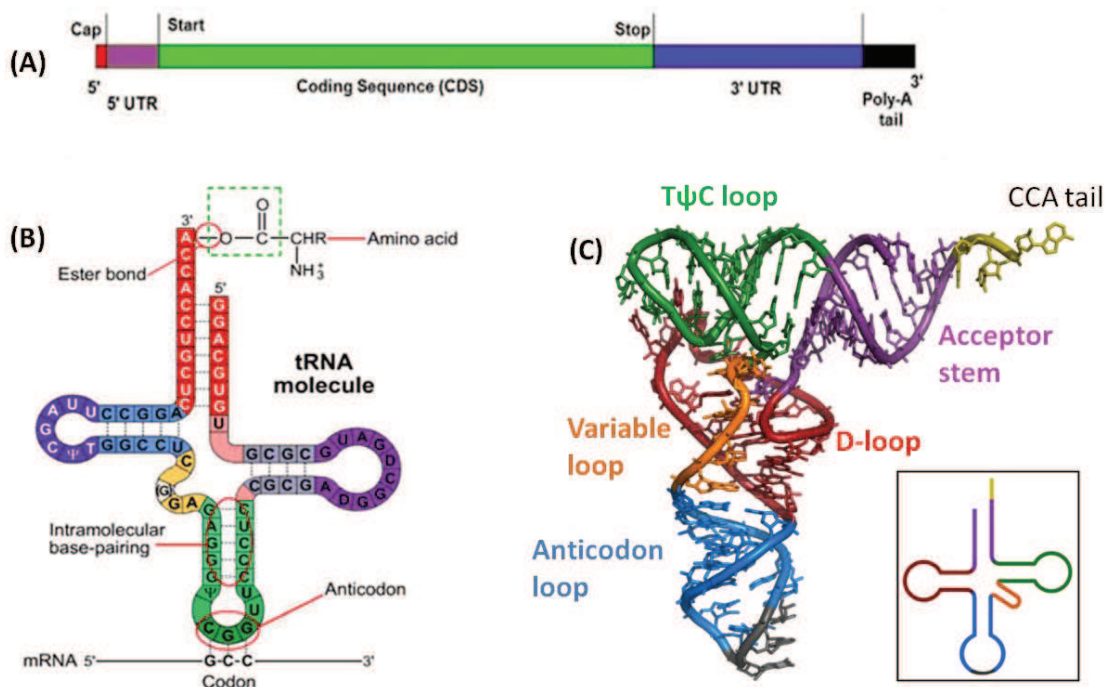 (A)
Cap
Start
Stop
5'
5' UTR
Coding Sequence (CDS)
3' UTR
3'
Poly-A
tail
(B)
3'
A
C
C
A
C
C
U
G
C
U
C
O
O
C
CHR
NH3+
Amino acid
Ester bond
5'
G
G
A
C
G
U
G
U
tRNA
molecule
A U U C C G G A
G C Ψ T G G C C U C
G G A
G C G C G U A G D C
C G C G A D G G
G A G G G Ψ
C U C C C U U
C G G
Intramolecular
base-pairing
Anticodon
mRNA 5' G-C-C 3'
Codon
(C)
TψC loop
CCA tail
Acceptor
stem
Variable
loop
D-loop
Anticodon
loop